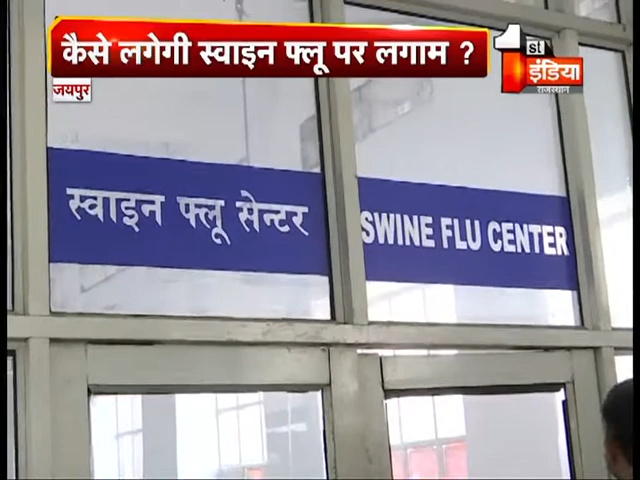 कैसे लगेगी स्वाइन फ्लू पर लगाम ?
1st
इंडिया
राजस्थान
जयपुर
स्वाइन फ्लू सेन्टर
SWINE FLU CENTER